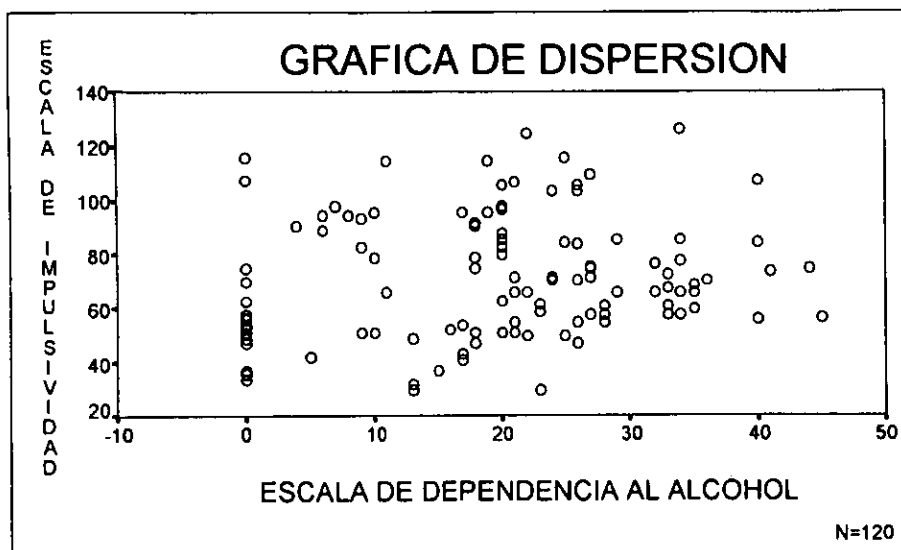 GRAFICA DE DISPERSION
ESCALA DE IMPULSIVIDAD
140
120
100
80
60
40
20
-10 0 10 20 30 40 50
ESCALA DE DEPENDENCIA AL ALCOHOL
N=120